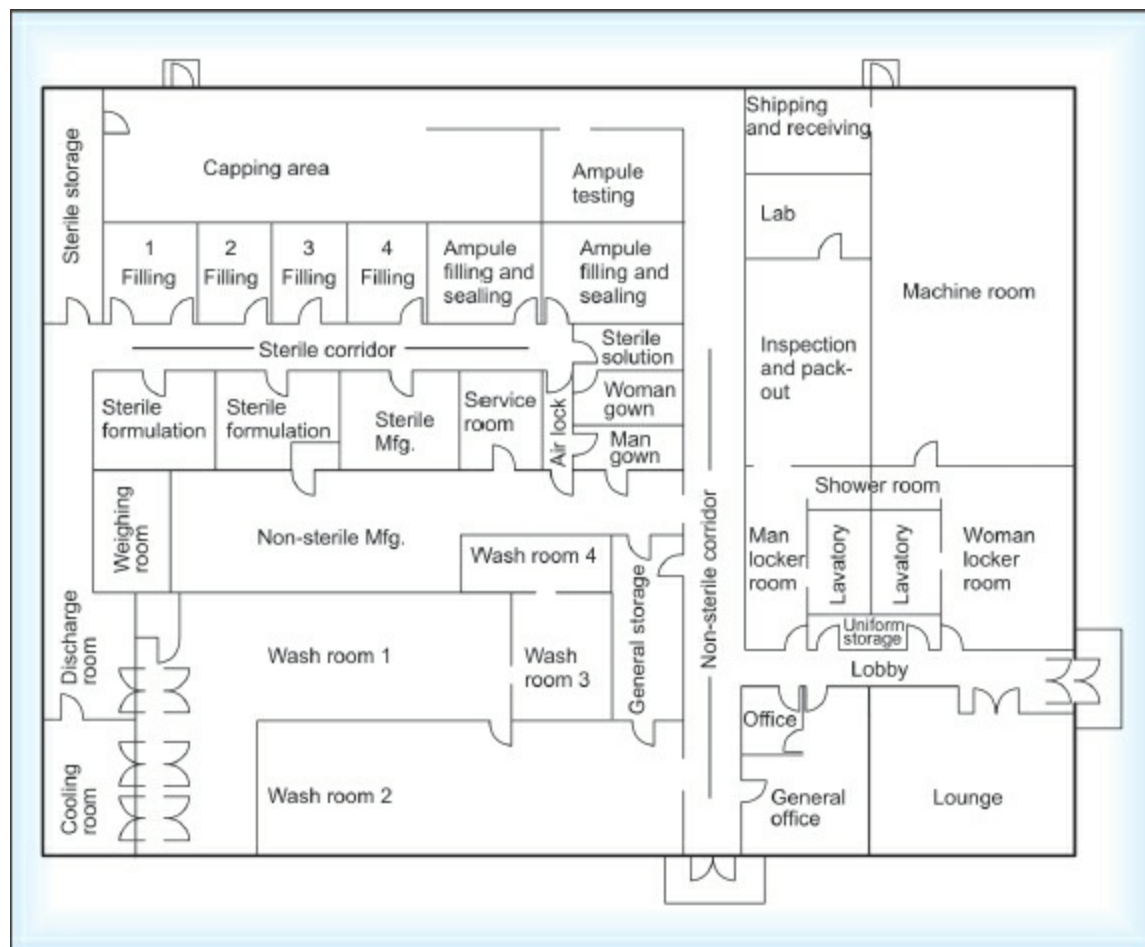 Shipping
and receiving
Sterile storage
Capping area
Ampule
testing
Lab
1
Filling
2
Filling
3
Filling
4
Filling
Ampule
filling and
sealing
Ampule
filling and
sealing
Machine room
Sterile corridor
Sterile
solution
Inspection
and pack-
out
Sterile
formulation
Sterile
formulation
Sterile
Mfg.
Service
room
Air lock
Woman
gown
Man
gown
Weighing
room
Non-sterile Mfg.
Wash room 4
Non-sterile corridor
Shower room
Man
locker
room
Lavatory
Lavatory
Woman
locker
room
Discharge
room
Wash room 1
Wash
room 3
General storage
Uniform
storage
Lobby
Office
Cooling
room
Wash room 2
General
office
Lounge